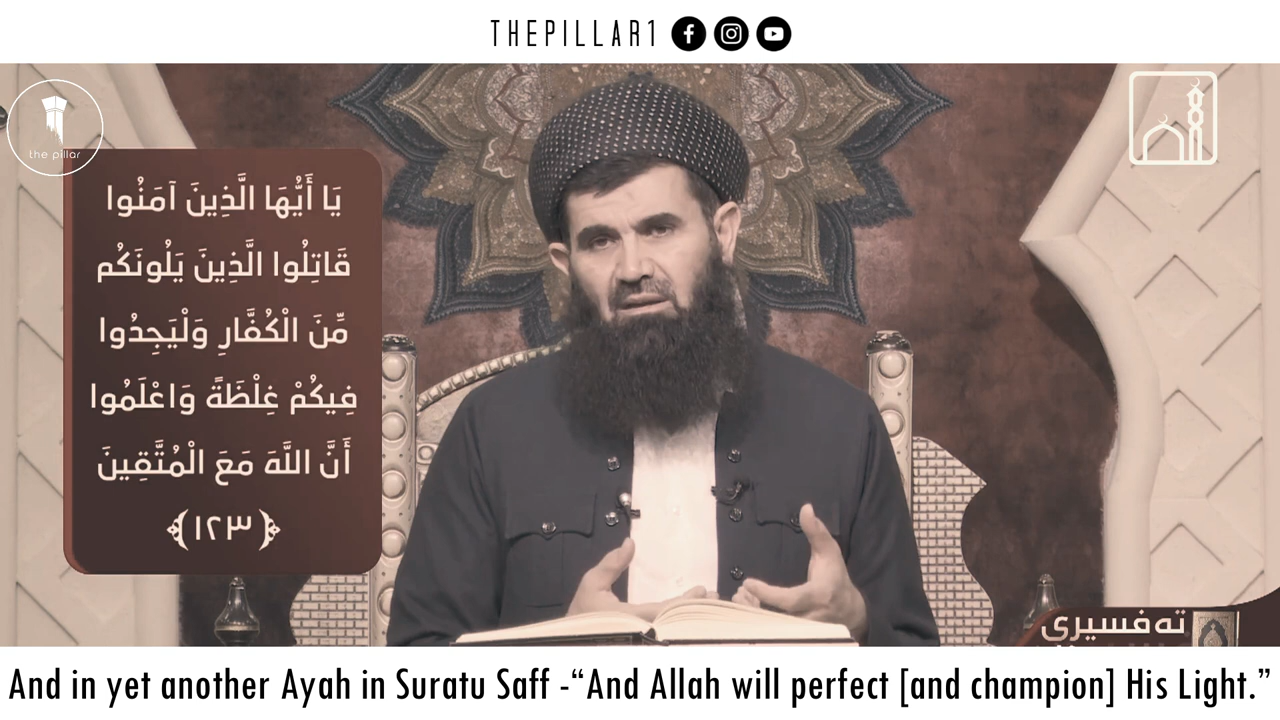 THEPILLAR1
the pillar
يَا أَيُّهَا الَّذِينَ آمَنُوا
قَاتِلُوا الَّذِينَ يَلُونَكُم
مِّنَ الْكُفَّارِ وَلْيَجِدُوا
فِيكُمْ غِلْظَةً وَاعْلَمُوا
أَنَّ اللَّهَ مَعَ الْمُتَّقِينَ
﴿١٢٣﴾
تەفسیری
And in yet another Ayah in Suratu Saff -“And Allah will perfect [and champion] His Light.”